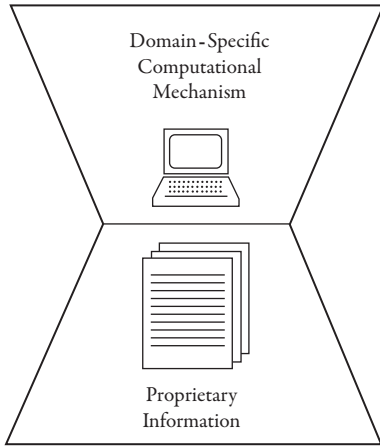 Domain-Specific
Computational
Mechanism
Proprietary
Information